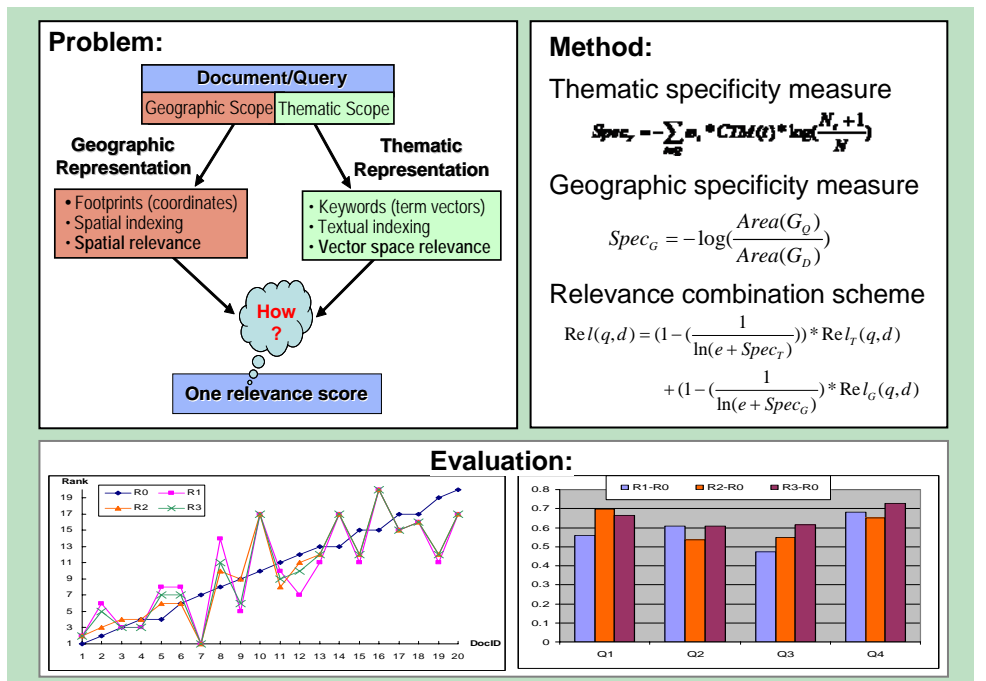 Problem:
Document/Query
Geographic Scope
Thematic Scope
Geographic
Representation
Thematic
Representation
• Footprints (coordinates)
• Spatial indexing
• Spatial relevance
• Keywords (term vectors)
• Textual indexing
• Vector space relevance
How
?
One relevance score
Method:
Thematic specificity measure
Geographic specificity measure
Spec_G = −log(Area(G_Q)/Area(G_D))
Relevance combination scheme
Rel(q,d) = (1−(1/ln(e+Spec_T)))*Rel_T(q,d)
+(1−(1/ln(e+Spec_G))*Rel_G(q,d)
Evaluation:
Rank
R0 R1
R2 R3
19
17
15
13
11
9
7
5
3
1
DocID
1 2 3 4 5 6 7 8 9 10 11 12 13 14 15 16 17 18 19 20
R1-R0 R2-R0 R3-R0
0.8
0.7
0.6
0.5
0.4
0.3
0.2
0.1
0
Q1 Q2 Q3 Q4